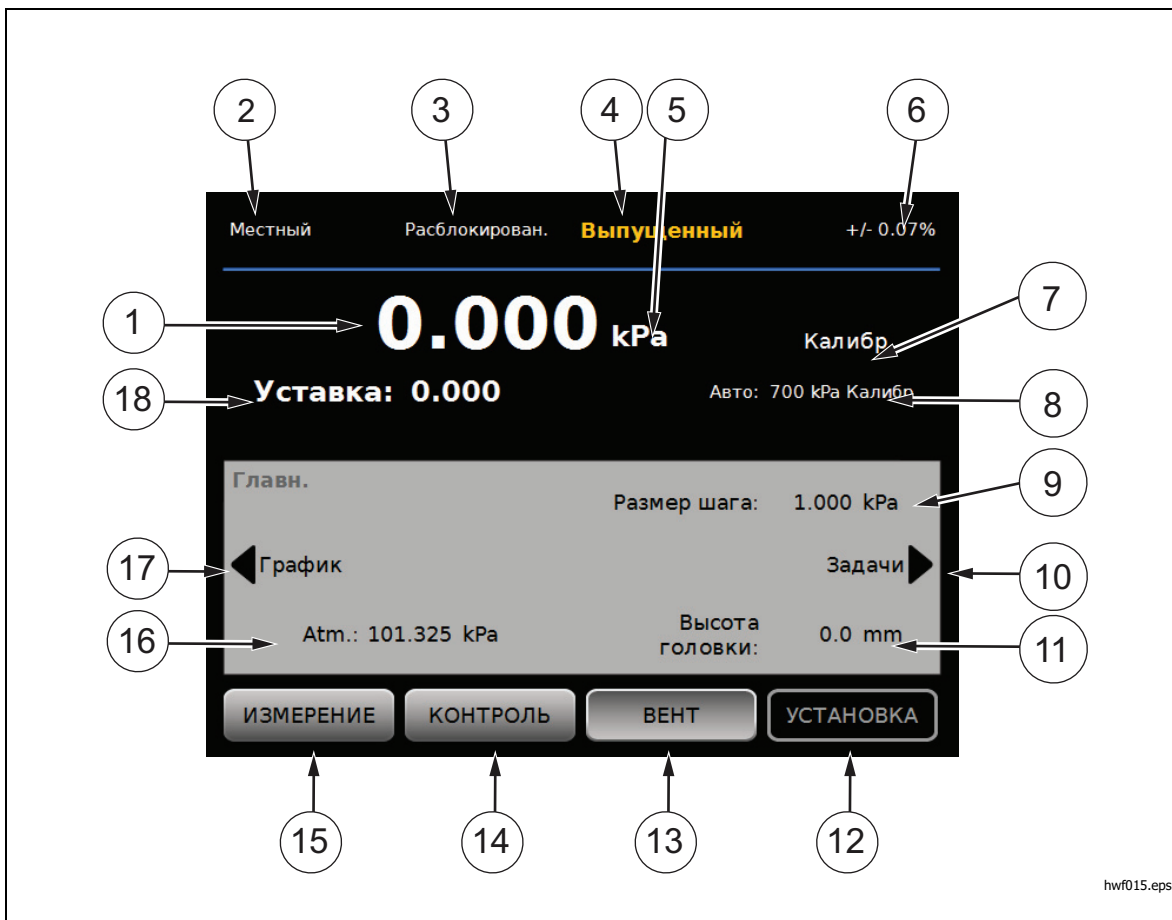 2 3 4 5 6
Местный Расблокирован. Выпущенный +/- 0.07%
1 0.000 kPa Калибр 7
18 Уставка: 0.000 Авто: 700 kPa Калибр 8
Главн.
Размер шага: 1.000 kPa 9
17 График Задачи 10
16 Atm.: 101.325 kPa Высота головки: 0.0 mm 11
ИЗМЕРЕНИЕ КОНТРОЛЬ ВЕНТ УСТАНОВКА
15 14 13 12
hwf015.eps